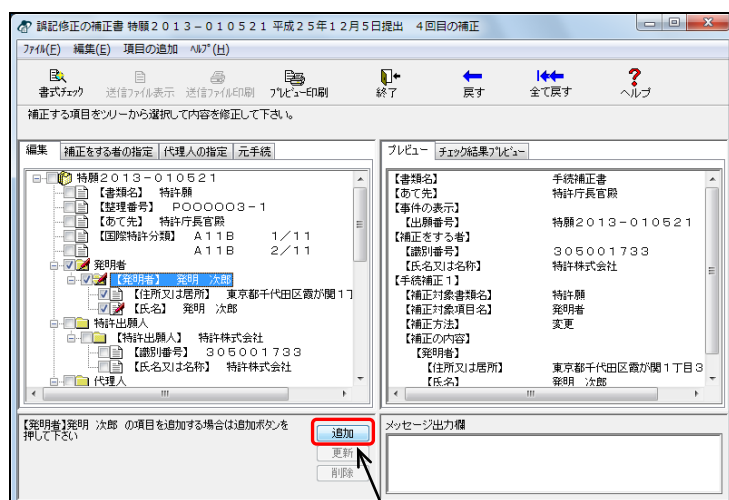 誤記修正の補正書 特願２０１３－０１０５２１ 平成２５年１２月５日提出 ４回目の補正
ﾌｧｲﾙ(F) 編集(E) 項目の追加 ﾍﾙﾌﾟ(H)
書式ﾁｪｯｸ 送信ﾌｧｲﾙ表示 送信ﾌｧｲﾙ印刷 ﾌﾟﾚﾋﾞｭｰ印刷 終了 戻す 全て戻す ヘルプ
補正する項目をツリーから選択して内容を修正して下さい。
編集 補正をする者の指定 代理人の指定 元手続
特願２０１３－０１０５２１
【書類名】 特許願
【整理番号】 Ｐ０００００３－１
【あて先】 特許庁長官殿
【国際特許分類】 Ａ１１Ｂ １／１１
Ａ１１Ｂ ２／１１
発明者
【発明者】 発明 次郎
【住所又は居所】 東京都千代田区霞が関１丁
【氏名】 発明 次郎
特許出願人
【特許出願人】 特許株式会社
【識別番号】 ３０５００１７３３
【氏名又は名称】 特許株式会社
代理人
プレビュー ﾁｪｯｸ結果ﾌﾟﾚﾋﾞｭｰ
【書類名】 手続補正書
【あて先】 特許庁長官殿
【事件の表示】
【出願番号】 特願２０１３－０１０５２１
【補正をする者】
【識別番号】 ３０５００１７３３
【氏名又は名称】 特許株式会社
【手続補正１】
【補正対象書類名】 特許願
【補正対象項目名】 発明者
【補正方法】 変更
【補正の内容】
【発明者】
【住所又は居所】 東京都千代田区霞が関１丁目３
【氏名】 発明 次郎
【発明者】発明 次郎 の項目を追加する場合は追加ボタンを
押して下さい
追加
更新
削除
メッセージ出力欄